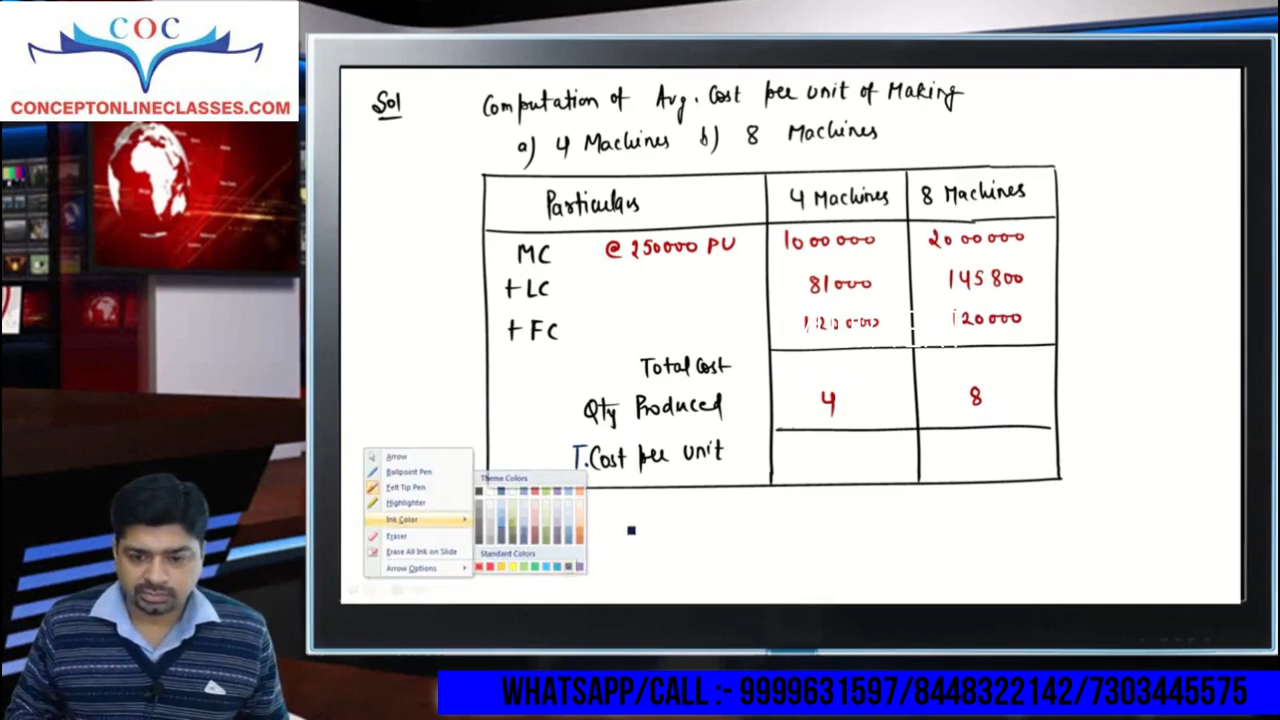 COC
CONCEPTONLINECLASSES.COM
Sol Computation of Avg. Cost per unit of Making
a) 4 Machines b) 8 Machines
Particulars 4 Machines 8 Machines
MC @ 250000 PU 1000000 2000000
+LC 81000 145800
+ FC 120000
Total Cost
Qty Produced 4 8
T.Cost per unit
Arrow
Ballpoint Pen
Felt Tip Pen
Highlighter
Ink Color
Eraser
Erase All Ink on Slide
Arrow Options
Theme Colors
Standard Colors
WHATSAPP/CALL :- 9999631597/8448322142/7303445575